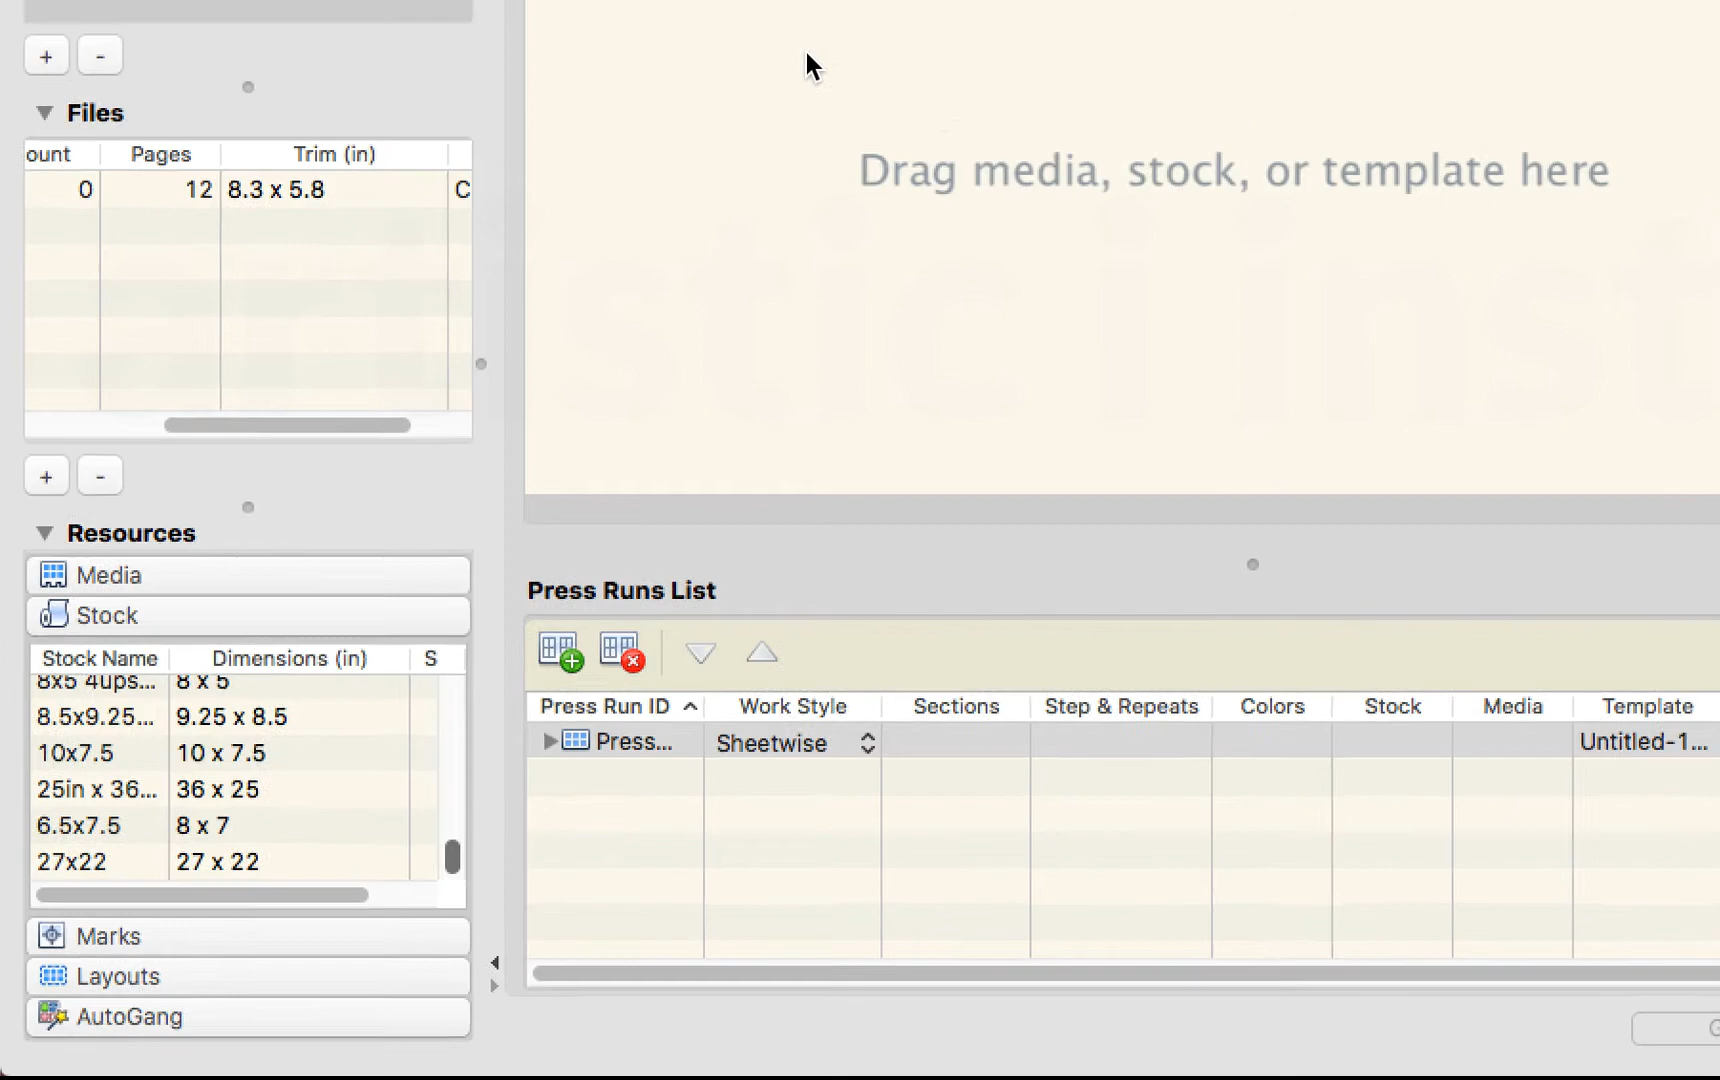 + -
Files
ount Pages Trim (in)
0 12 8.3 x 5.8 C
Drag media, stock, or template here
+ -
Resources
Media
Stock
Stock Name Dimensions (in) S
8x5 4ups... 8 x 5
8.5x9.25... 9.25 x 8.5
10x7.5 10 x 7.5
25in x 36... 36 x 25
6.5x7.5 8 x 7
27x22 27 x 22
Marks
Layouts
AutoGang
Press Runs List
Press Run ID Work Style Sections Step & Repeats Colors Stock Media Template
Press... Sheetwise Untitled-1...